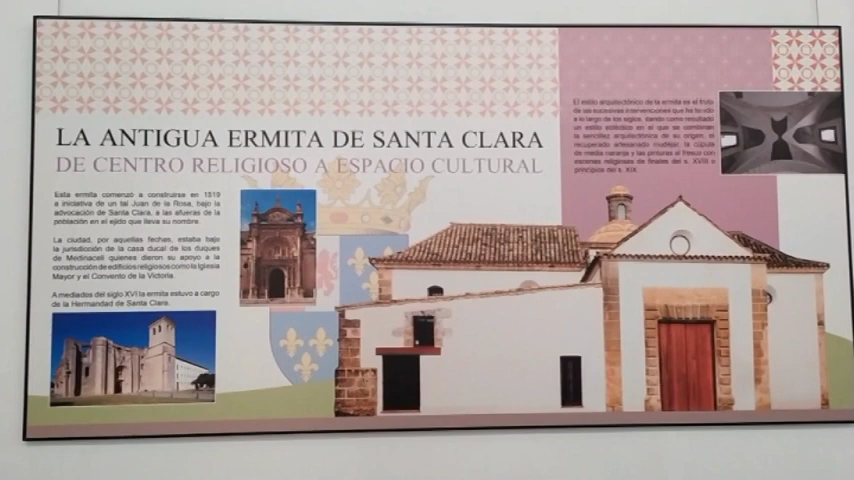 LA ANTIGUA ERMITA DE SANTA CLARA
DE CENTRO RELIGIOSO A ESPACIO CULTURAL
Esta ermita comenzó a construirse en 1519
a iniciativa de un tal Juan de la Rosa, bajo la
advocación de Santa Clara, a las afueras de la
población en el ejido que lleva su nombre.
La ciudad, por aquellas fechas, estaba bajo
la jurisdicción de la casa ducal de los duques
de Medinaceli quienes dieron su apoyo a la
construcción de edificios religiosos como la Iglesia
Mayor y el Convento de la Victoria.
A mediados del siglo XVI la ermita estuvo a cargo
de la Hermandad de Santa Clara.
El estilo arquitectónico de la ermita es el fruto
de las sucesivas intervenciones que ha tenido
a lo largo de los siglos, dando como resultado
un estilo ecléctico en el que se combinan
la sencillez arquitectónica de su origen, el
recuperado artesanado mudéjar, la cúpula
de media naranja y las pinturas al fresco con
escenas religiosas de finales del s. XVIII o
principios del s. XIX.